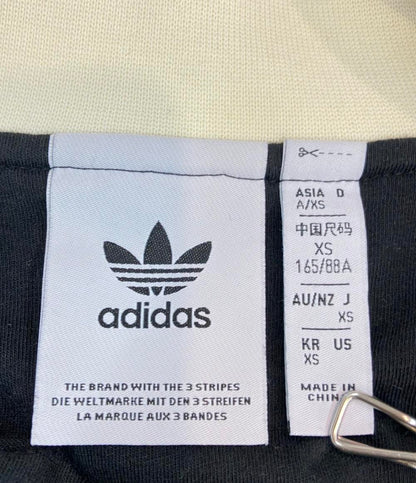 adidas
THE BRAND WITH THE 3 STRIPES
DIE WELTMARKE MIT DEN 3 STREIFEN
LA MARQUE AUX 3 BANDES
ASIA D
A/XS
中国尺码
XS
165/88A
AU/NZ J
XS
KR US
XS
MADE IN
CHINA